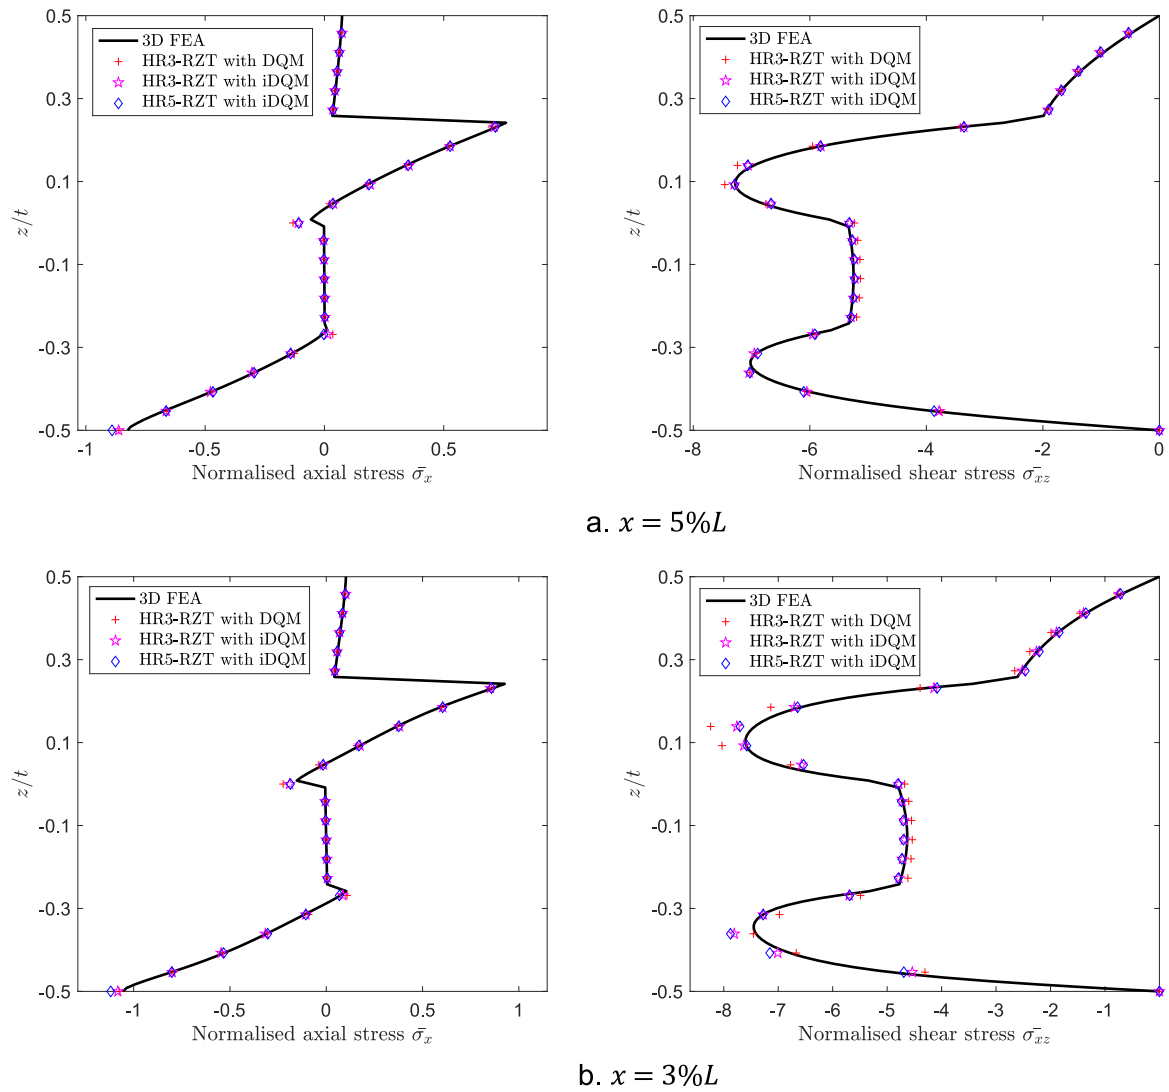 0.5
0.3
0.1
-0.1
-0.3
-0.5
z/t
3D FEA
HR3-RZT with DQM
HR3-RZT with iDQM
HR5-RZT with iDQM
-1
-0.5
0
0.5
Normalised axial stress σ̄x
0.5
0.3
0.1
-0.1
-0.3
-0.5
z/t
3D FEA
HR3-RZT with DQM
HR3-RZT with iDQM
HR5-RZT with iDQM
-8
-6
-4
-2
0
Normalised shear stress σ̄xz
a. x = 5%L
0.5
0.3
0.1
-0.1
-0.3
-0.5
z/t
3D FEA
HR3-RZT with DQM
HR3-RZT with iDQM
HR5-RZT with iDQM
-1
-0.5
0
0.5
1
Normalised axial stress σ̄x
0.5
0.3
0.1
-0.1
-0.3
-0.5
z/t
3D FEA
HR3-RZT with DQM
HR3-RZT with iDQM
HR5-RZT with iDQM
-8
-7
-6
-5
-4
-3
-2
-1
Normalised shear stress σ̄xz
b. x = 3%L